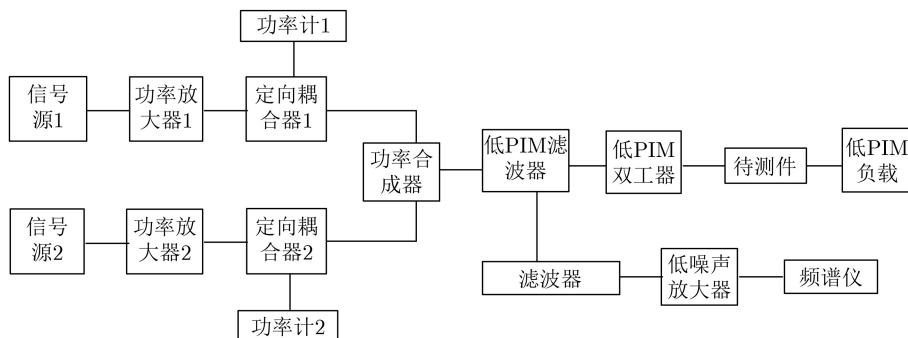 功率计1
信号
源1
功率放
大器1
定向耦
合器1
功率合
成器
低PIM滤
波器
低PIM
双工器
待测件
低PIM
负载
信号
源2
功率放
大器2
定向耦
合器2
滤波器
低噪声
放大器
频谱仪
功率计2